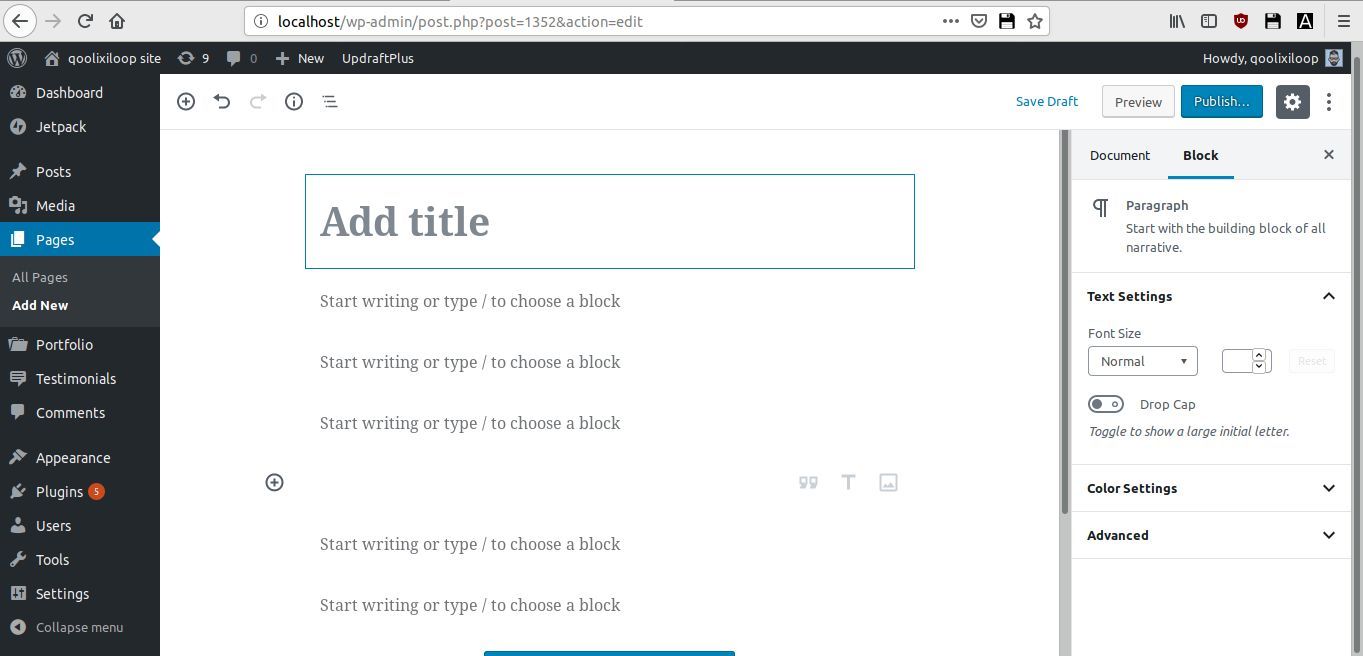 localhost/wp-admin/post.php?post=1352&action=edit
qoolixiloop site
9
0
New
UpdraftPlus
Howdy, qoolixiloop
Dashboard
Jetpack
Posts
Media
Pages
All Pages
Add New
Portfolio
Testimonials
Comments
Appearance
Plugins 5
Users
Tools
Settings
Collapse menu
Save Draft
Preview
Publish...
Add title
Start writing or type / to choose a block
Start writing or type / to choose a block
Start writing or type / to choose a block
Start writing or type / to choose a block
Start writing or type / to choose a block
Document
Block
Paragraph
Start with the building block of all
narrative.
Text Settings
Font Size
Normal
Reset
Drop Cap
Toggle to show a large initial letter.
Color Settings
Advanced